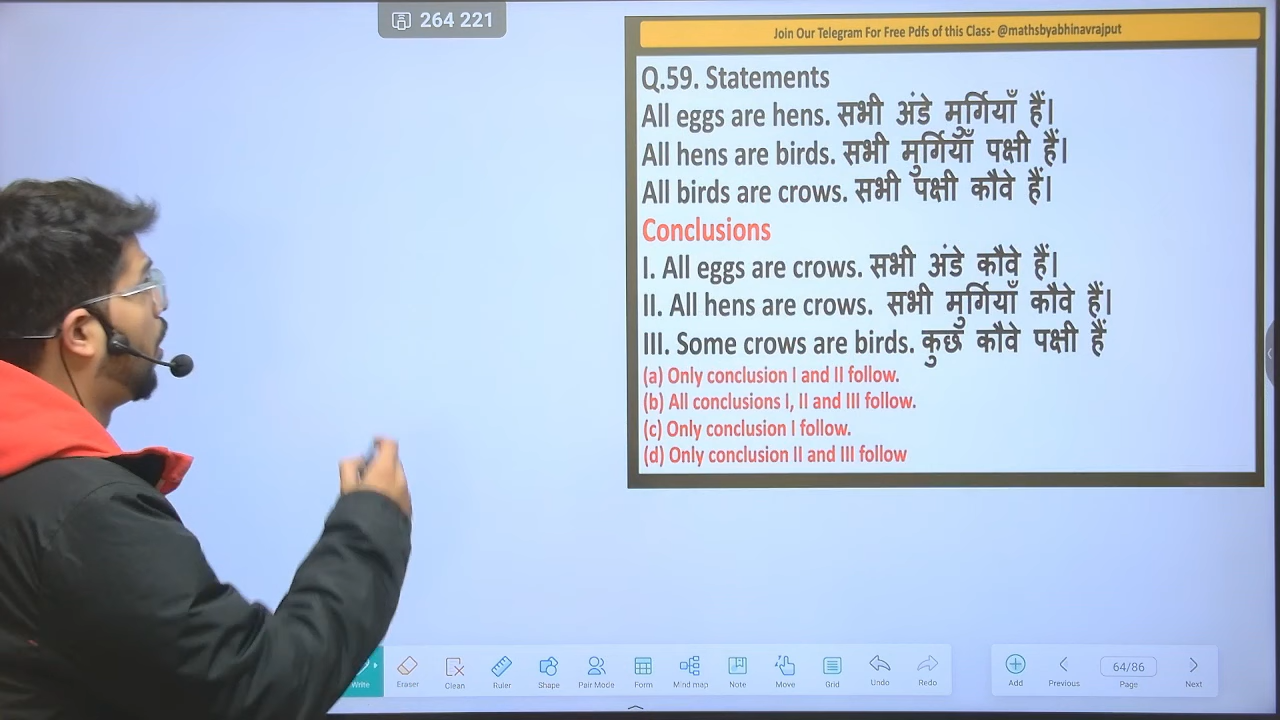 264 221
Join Our Telegram For Free Pdfs of this Class- @mathsbyabhinavrajput
Q.59. Statements
All eggs are hens. सभी अंडे मुर्गियाँ हैं।
All hens are birds. सभी मुर्गियाँ पक्षी हैं।
All birds are crows. सभी पक्षी कौवे हैं।
Conclusions
I. All eggs are crows. सभी अंडे कौवे हैं।
II. All hens are crows. सभी मुर्गियाँ कौवे हैं।
III. Some crows are birds. कुछ कौवे पक्षी हैं
(a) Only conclusion I and II follow.
(b) All conclusions I, II and III follow.
(c) Only conclusion I follow.
(d) Only conclusion II and III follow
Write Eraser Clean Ruler Shape Pair Mode Form Mind map Note Move Grid Undo Redo Add Previous 64/86 Page Next